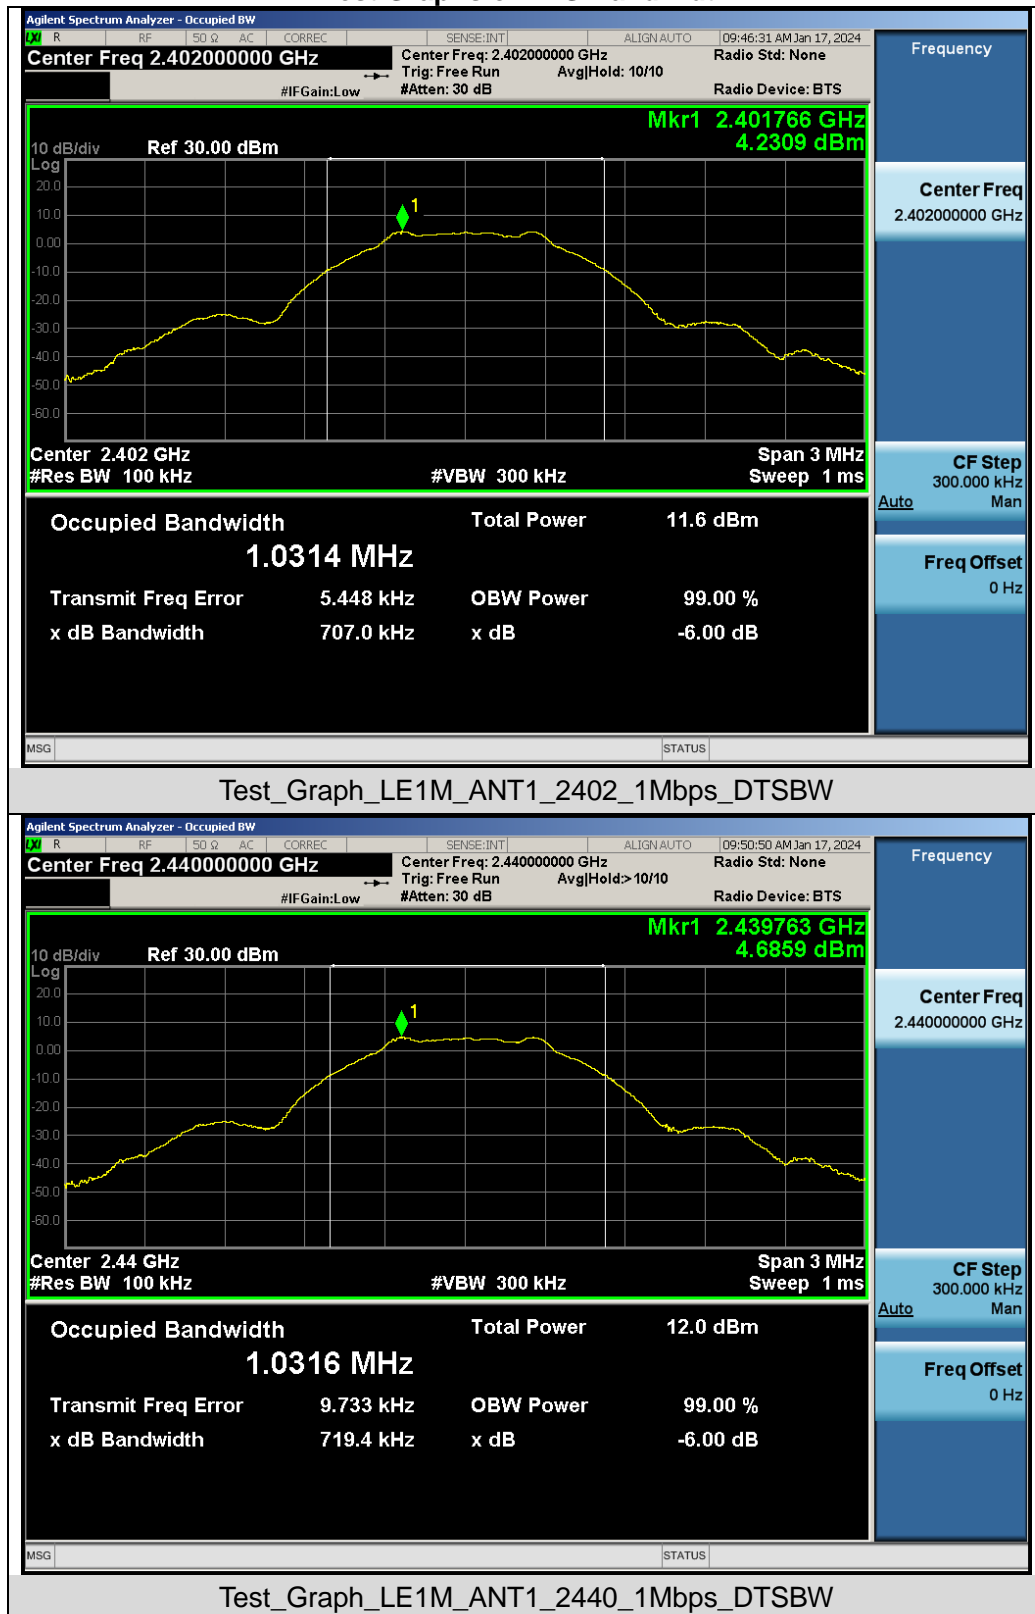 Agilent Spectrum Analyzer - Occupied BW
LXI R RF 50 Ω AC CORREC SENSE:INT ALIGN AUTO 09:46:31 AM Jan 17, 2024
Center Freq 2.402000000 GHz
Center Freq: 2.402000000 GHz
Radio Std: None
Trig: Free Run Avg|Hold: 10/10
#IFGain:Low #Atten: 30 dB Radio Device: BTS
Frequency
Mkr1 2.401766 GHz
4.2309 dBm
10 dB/div Ref 30.00 dBm
Log
20.0
10.0
0.00
-10.0
-20.0
-30.0
-40.0
-50.0
-60.0
1
Center 2.402 GHz Span 3 MHz
#Res BW 100 kHz #VBW 300 kHz Sweep 1 ms
Center Freq
2.402000000 GHz
CF Step
300.000 kHz
Auto Man
Freq Offset
0 Hz
Occupied Bandwidth Total Power 11.6 dBm
1.0314 MHz
Transmit Freq Error 5.448 kHz OBW Power 99.00 %
x dB Bandwidth 707.0 kHz x dB -6.00 dB
MSG STATUS
Test_Graph_LE1M_ANT1_2402_1Mbps_DTSBW
Agilent Spectrum Analyzer - Occupied BW
LXI R RF 50 Ω AC CORREC SENSE:INT ALIGN AUTO 09:50:50 AM Jan 17, 2024
Center Freq 2.440000000 GHz
Center Freq: 2.440000000 GHz
Radio Std: None
Trig: Free Run Avg|Hold:>10/10
#IFGain:Low #Atten: 30 dB Radio Device: BTS
Frequency
Mkr1 2.439763 GHz
4.6859 dBm
10 dB/div Ref 30.00 dBm
Log
20.0
10.0
0.00
-10.0
-20.0
-30.0
-40.0
-50.0
-60.0
1
Center 2.44 GHz Span 3 MHz
#Res BW 100 kHz #VBW 300 kHz Sweep 1 ms
Center Freq
2.440000000 GHz
CF Step
300.000 kHz
Auto Man
Freq Offset
0 Hz
Occupied Bandwidth Total Power 12.0 dBm
1.0316 MHz
Transmit Freq Error 9.733 kHz OBW Power 99.00 %
x dB Bandwidth 719.4 kHz x dB -6.00 dB
MSG STATUS
Test_Graph_LE1M_ANT1_2440_1Mbps_DTSBW